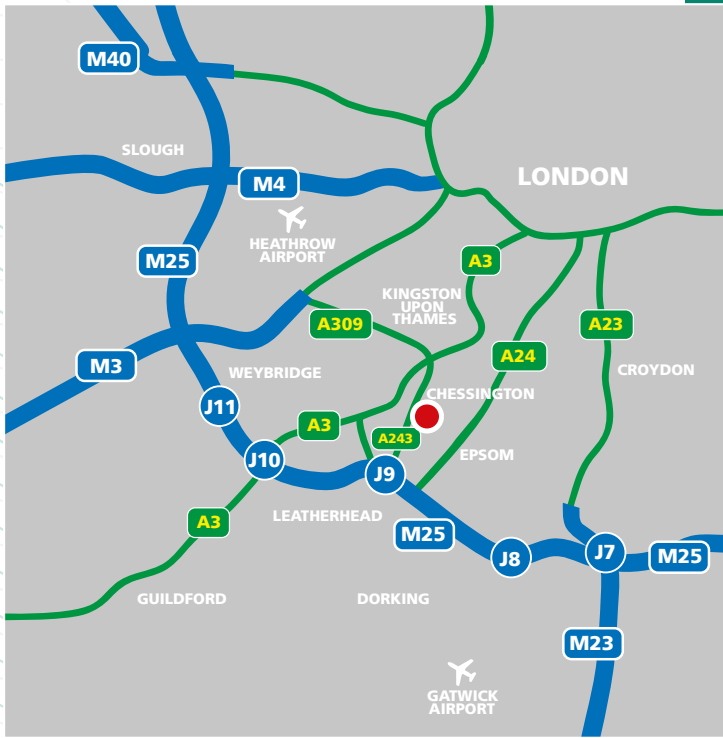 M40
SLOUGH
LONDON
M4
HEATHROW
AIRPORT
M25
A3
KINGSTON
UPON
THAMES
A309
A23
A24
M3
WEYBRIDGE
CROYDON
CHESSINGTON
J11
A3
A243
J10
EPSOM
J9
LEATHERHEAD
A3
M25
J8
J7
M25
GUILDFORD
DORKING
M23
GATWICK
AIRPORT